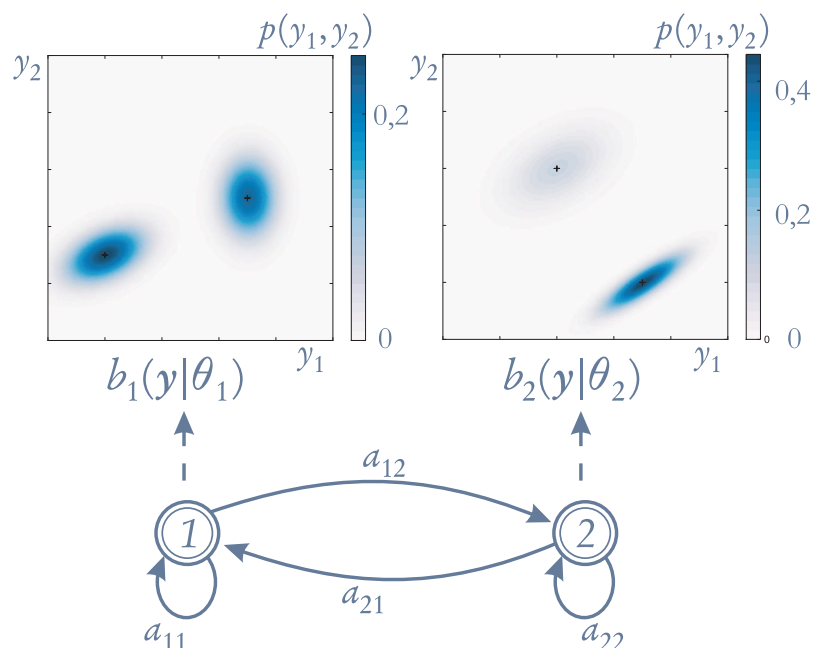 p(y₁,y₂) p(y₁,y₂)
y₂ y₂
0,2 0,4
0,2
0 0 0
y₁ y₁
b₁(y|θ₁) b₂(y|θ₂)
a₁₂
1 2
a₂₁
a₁₁ a₂₂